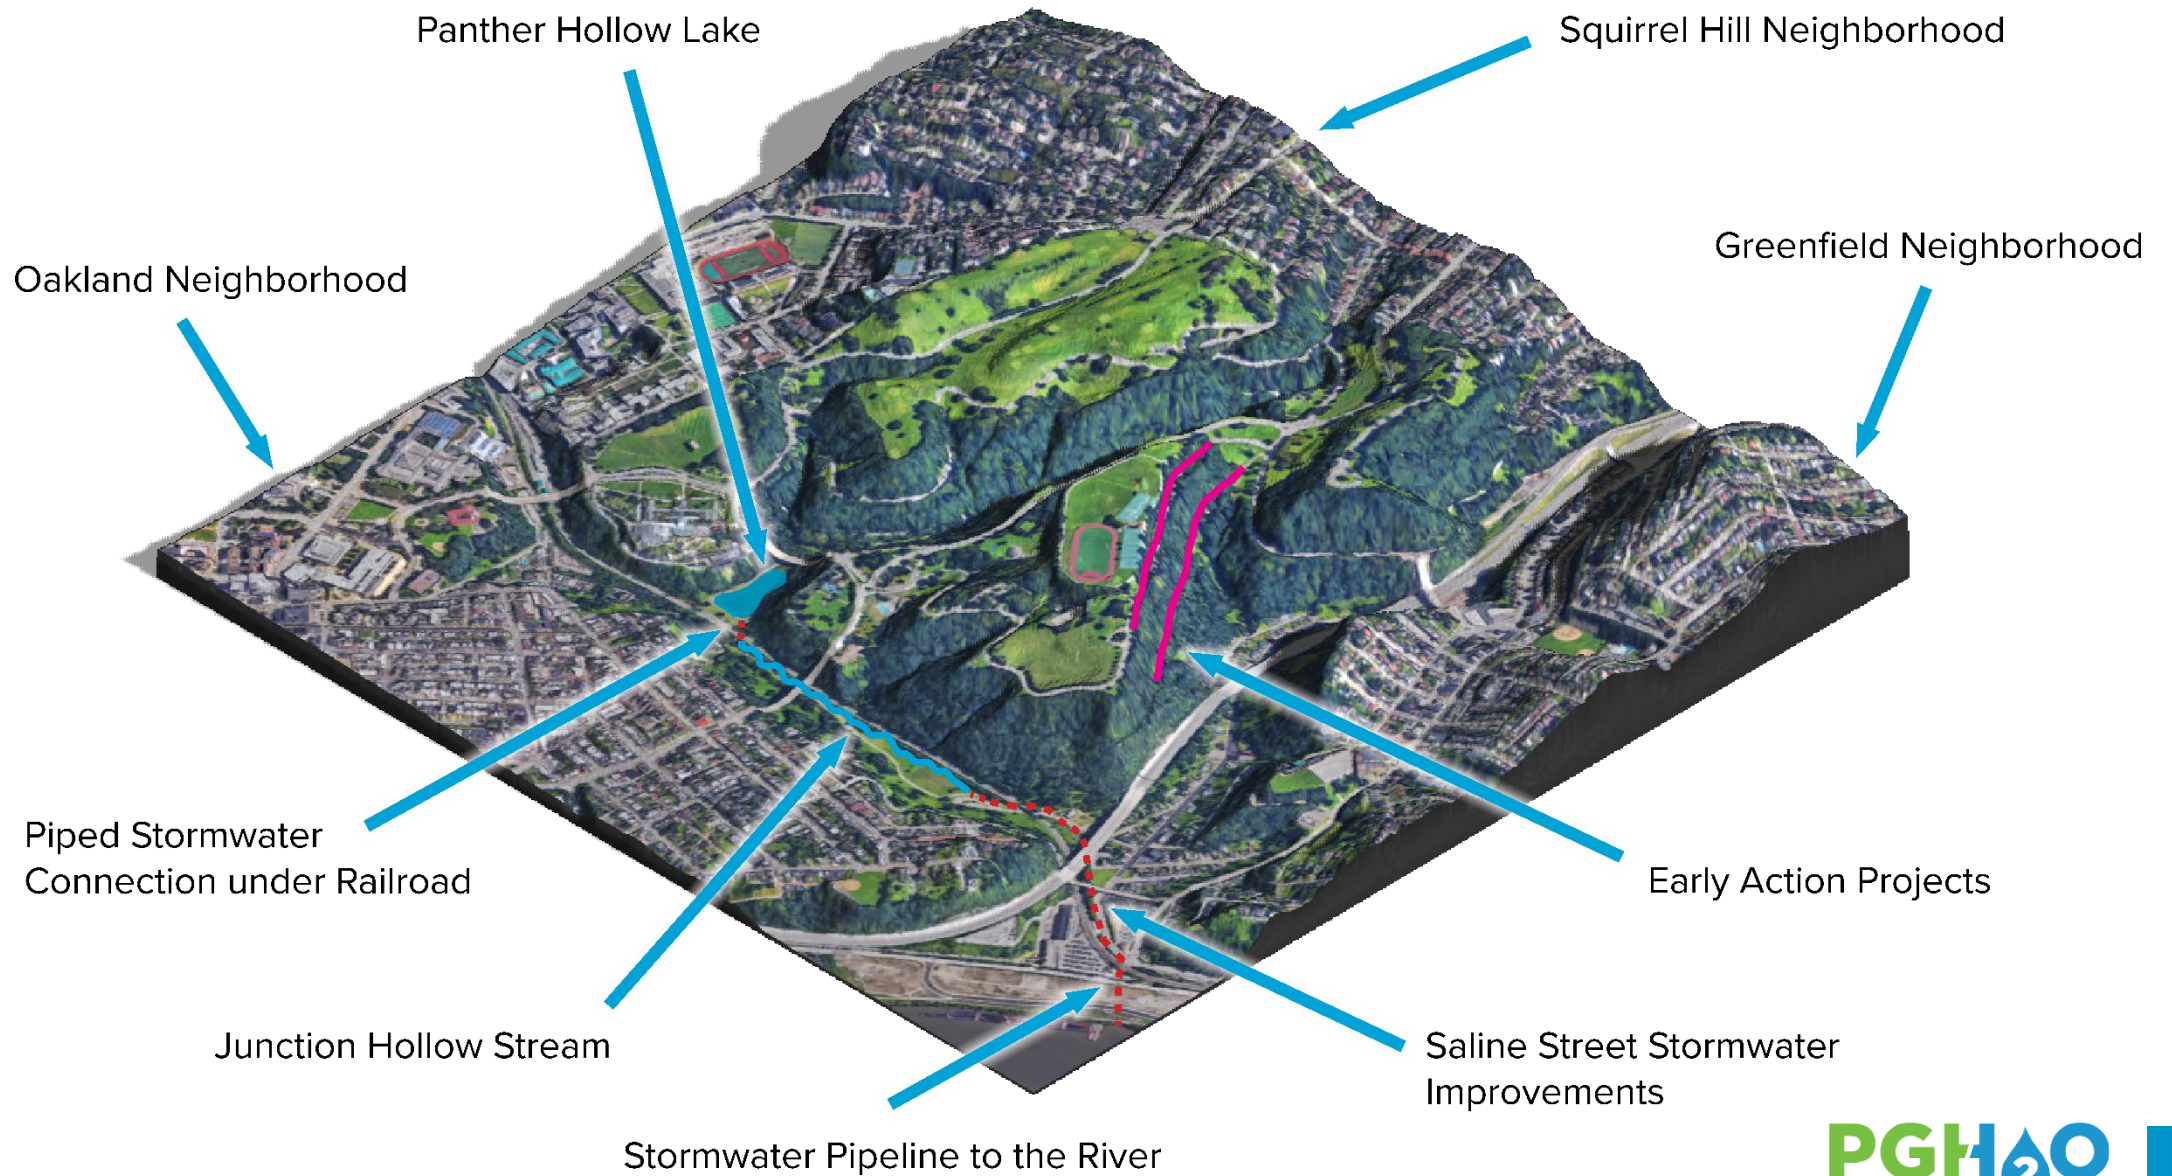 Panther Hollow Lake
Squirrel Hill Neighborhood
Greenfield Neighborhood
Oakland Neighborhood
Piped Stormwater
Connection under Railroad
Early Action Projects
Junction Hollow Stream
Saline Street Stormwater
Improvements
Stormwater Pipeline to the River
PGH2O